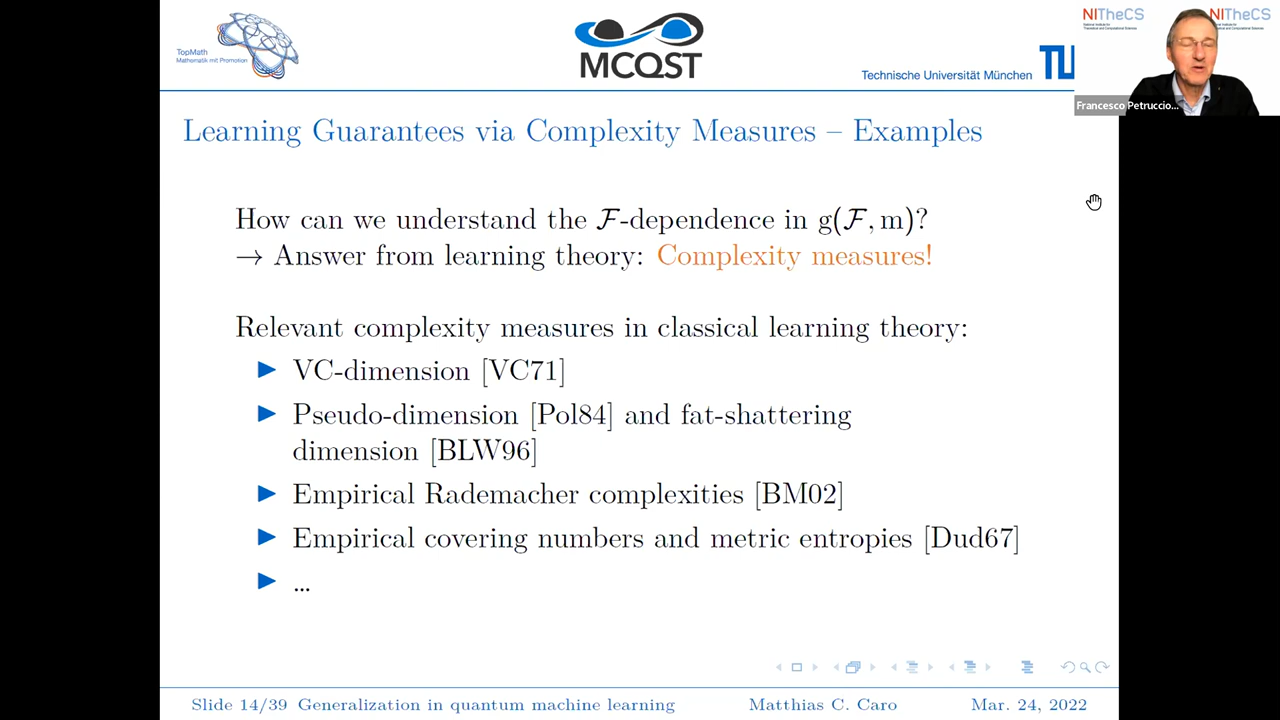 TopMath
Mathematik mit Promotion
MCQST
Technische Universität München
TU
NITheCS
NITheCS
Francesco Petruccio...
Learning Guarantees via Complexity Measures – Examples
How can we understand the ℱ-dependence in g(ℱ, m)?
→ Answer from learning theory: Complexity measures!
Relevant complexity measures in classical learning theory:
▶ VC-dimension [VC71]
▶ Pseudo-dimension [Pol84] and fat-shattering
dimension [BLW96]
▶ Empirical Rademacher complexities [BM02]
▶ Empirical covering numbers and metric entropies [Dud67]
▶ ...
Slide 14/39 Generalization in quantum machine learning Matthias C. Caro Mar. 24, 2022